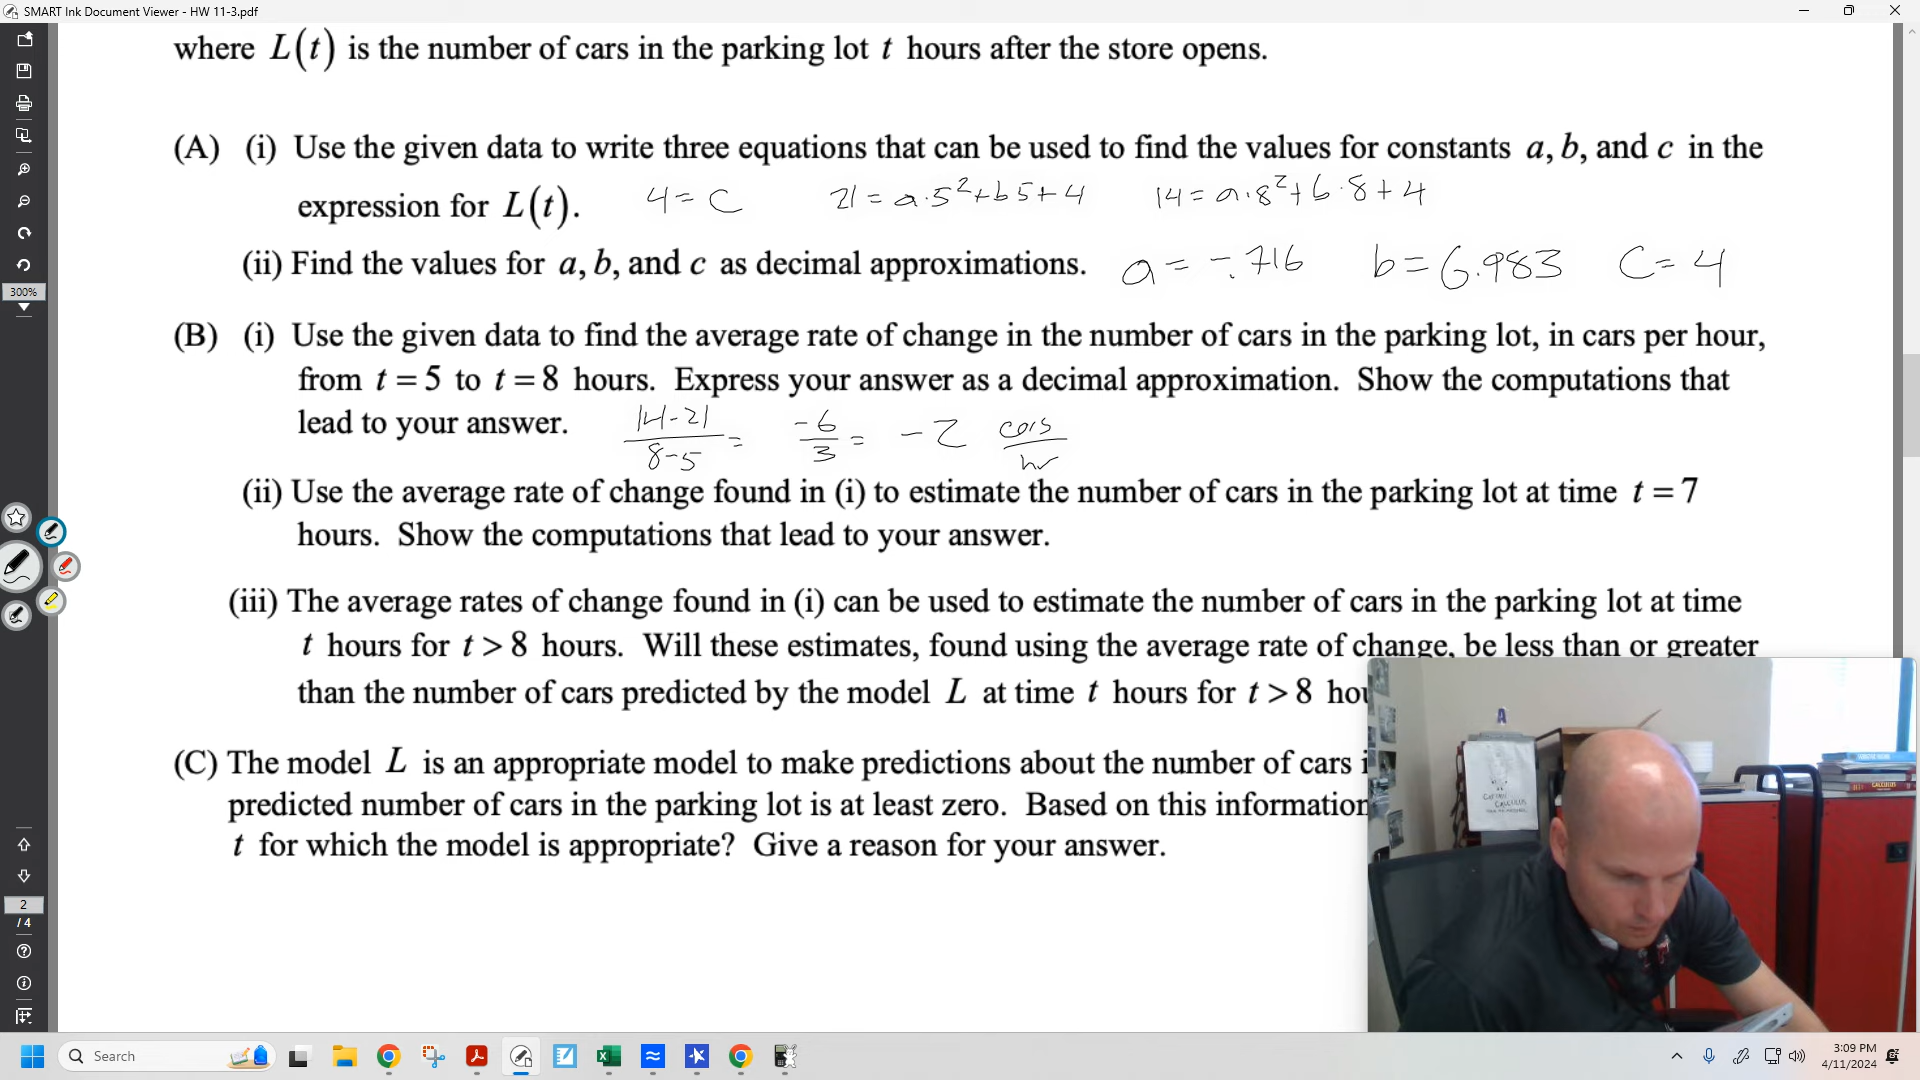 SMART Ink Document Viewer - HW 11-3.pdf
where L(t) is the number of cars in the parking lot t hours after the store opens.
(A) (i) Use the given data to write three equations that can be used to find the values for constants a, b, and c in the
expression for L(t). 4 = C 21 = a·5²+b5+4 14 = a·8²+6·8+4
(ii) Find the values for a, b, and c as decimal approximations. a = -.716 b = 6.983 C = 4
(B) (i) Use the given data to find the average rate of change in the number of cars in the parking lot, in cars per hour,
from t = 5 to t = 8 hours. Express your answer as a decimal approximation. Show the computations that
lead to your answer. 14-21/8-5 = -6/3 = -2 cars/hr
(ii) Use the average rate of change found in (i) to estimate the number of cars in the parking lot at time t = 7
hours. Show the computations that lead to your answer.
(iii) The average rates of change found in (i) can be used to estimate the number of cars in the parking lot at time
t hours for t > 8 hours. Will these estimates, found using the average rate of change, be less than or greater
than the number of cars predicted by the model L at time t hours for t > 8 hou
(C) The model L is an appropriate model to make predictions about the number of cars i
predicted number of cars in the parking lot is at least zero. Based on this information
t for which the model is appropriate? Give a reason for your answer.
300%
2
/ 4
A
CALCULUS
CALCULUS
Search
3:09 PM
4/11/2024